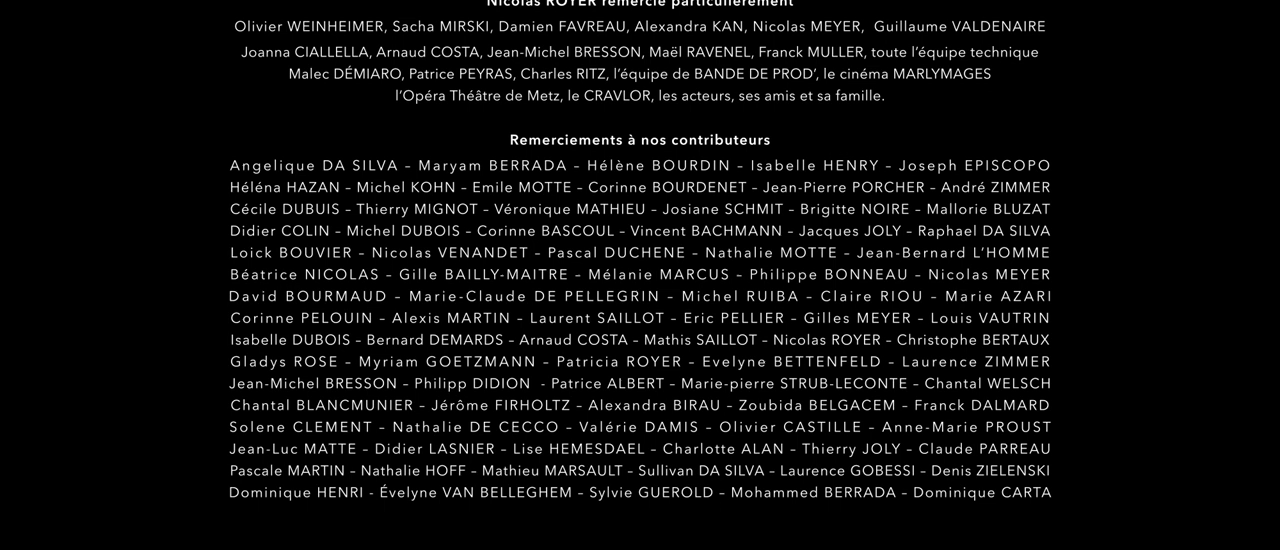 Nicolas ROYER remercie particulièrement
Olivier WEINHEIMER, Sacha MIRSKI, Damien FAVREAU, Alexandra KAN, Nicolas MEYER,  Guillaume VALDENAIRE
Joanna CIALLELLA, Arnaud COSTA, Jean-Michel BRESSON, Maël RAVENEL, Franck MULLER, toute l’équipe technique
Malec DÉMIARO, Patrice PEYRAS, Charles RITZ, l’équipe de BANDE DE PROD’, le cinéma MARLYMAGES
l’Opéra Théâtre de Metz, le CRAVLOR, les acteurs, ses amis et sa famille.
Remerciements à nos contributeurs
Angelique DA SILVA – Maryam BERRADA – Hélène BOURDIN – Isabelle HENRY – Joseph EPISCOPO
Héléna HAZAN – Michel KOHN – Emile MOTTE – Corinne BOURDENET – Jean-Pierre PORCHER – André ZIMMER
Cécile DUBUIS – Thierry MIGNOT – Véronique MATHIEU – Josiane SCHMIT – Brigitte NOIRE – Mallorie BLUZAT
Didier COLIN – Michel DUBOIS – Corinne BASCOUL – Vincent BACHMANN – Jacques JOLY – Raphael DA SILVA
Loick BOUVIER – Nicolas VENANDET – Pascal DUCHENE – Nathalie MOTTE – Jean-Bernard L’HOMME
Béatrice NICOLAS – Gille BAILLY-MAITRE – Mélanie MARCUS – Philippe BONNEAU – Nicolas MEYER
David BOURMAUD – Marie-Claude DE PELLEGRIN – Michel RUIBA – Claire RIOU – Marie AZARI
Corinne PELOUIN – Alexis MARTIN – Laurent SAILLOT – Eric PELLIER – Gilles MEYER – Louis VAUTRIN
Isabelle DUBOIS – Bernard DEMARDS – Arnaud COSTA – Mathis SAILLOT – Nicolas ROYER – Christophe BERTAUX
Gladys ROSE – Myriam GOETZMANN – Patricia ROYER – Evelyne BETTENFELD – Laurence ZIMMER
Jean-Michel BRESSON – Philipp DIDION  - Patrice ALBERT – Marie-pierre STRUB-LECONTE – Chantal WELSCH
Chantal BLANCMUNIER – Jérôme FIRHOLTZ – Alexandra BIRAU – Zoubida BELGACEM – Franck DALMARD
Solene CLEMENT – Nathalie DE CECCO – Valérie DAMIS – Olivier CASTILLE – Anne-Marie PROUST
Jean-Luc MATTE – Didier LASNIER – Lise HEMESDAEL – Charlotte ALAN – Thierry JOLY – Claude PARREAU
Pascale MARTIN – Nathalie HOFF – Mathieu MARSAULT – Sullivan DA SILVA – Laurence GOBESSI – Denis ZIELENSKI
Dominique HENRI - Évelyne VAN BELLEGHEM – Sylvie GUEROLD – Mohammed BERRADA – Dominique CARTA